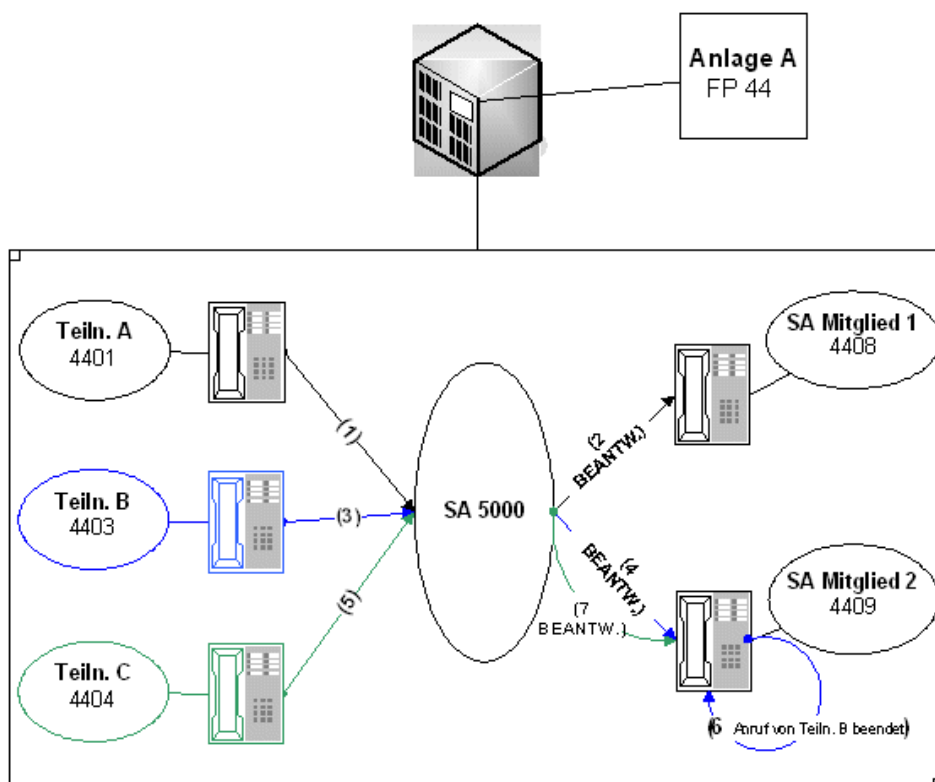 Anlage A
FP 44
Teiln. A
4401
SA Mitglied 1
4408
(1)
(2
BEANTW.)
Teiln. B
4403
(3)
SA 5000
(4
BEANTW.)
(5)
(7
BEANTW.)
SA Mitglied 2
4409
Teiln. C
4404
(6 Anruf von Teiln. B beendet)